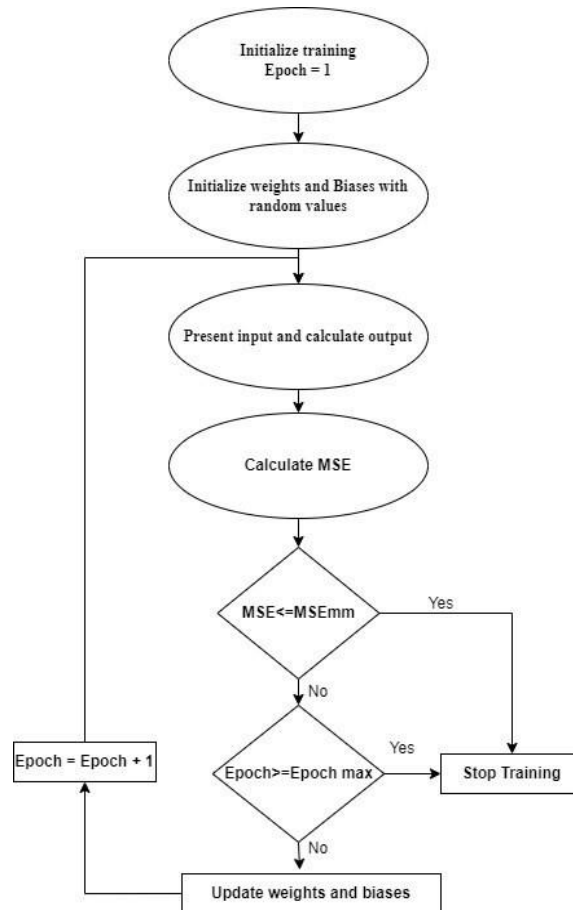 Initialize training
Epoch = 1
Initialize weights and Biases with
random values
Present input and calculate output
Calculate MSE
MSE<=MSEmm
Yes
No
Epoch>=Epoch max
Yes
Stop Training
Epoch = Epoch + 1
No
Update weights and biases